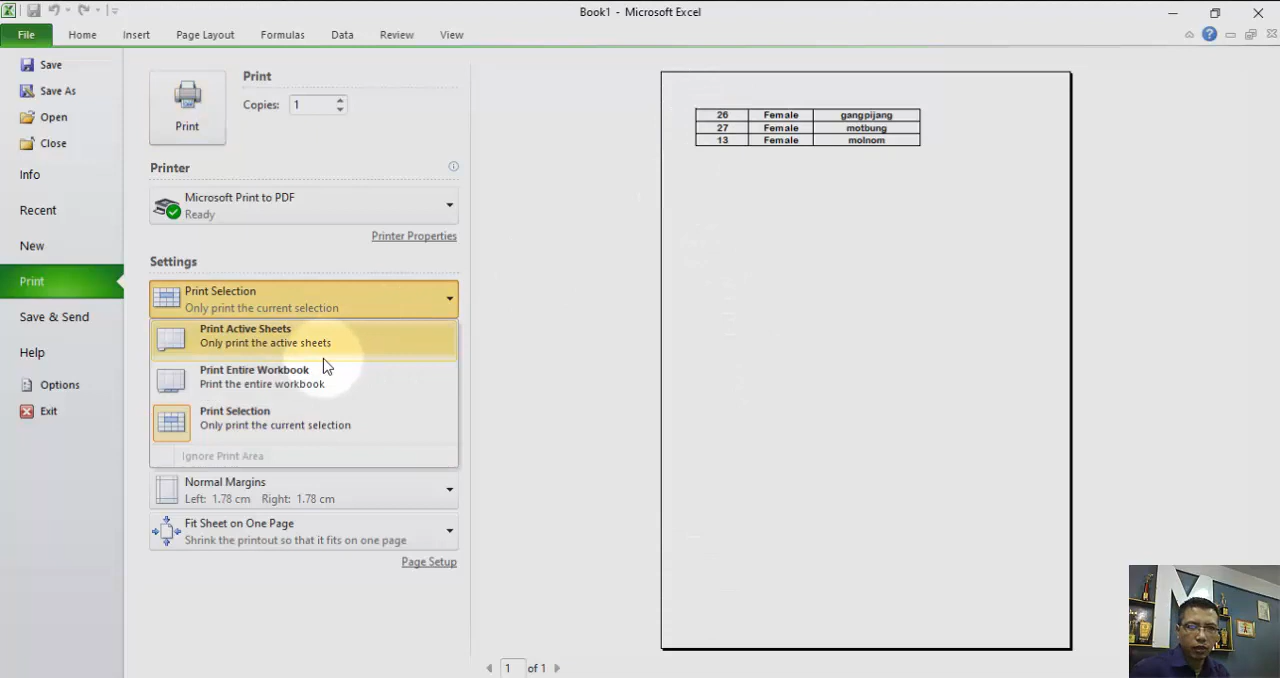 Book1 - Microsoft Excel
File Home Insert Page Layout Formulas Data Review View
Save
Save As
Open
Close
Info
Recent
New
Print
Save & Send
Help
Options
Exit
Print
Print
Copies: 1
Printer
Microsoft Print to PDF
Ready
Printer Properties
Settings
Print Selection
Only print the current selection
Print Active Sheets
Only print the active sheets
Print Entire Workbook
Print the entire workbook
Print Selection
Only print the current selection
Ignore Print Area
Normal Margins
Left: 1.78 cm Right: 1.78 cm
Fit Sheet on One Page
Shrink the printout so that it fits on one page
Page Setup
26 Female gangpijang
27 Female motbung
13 Female molnom
1 of 1